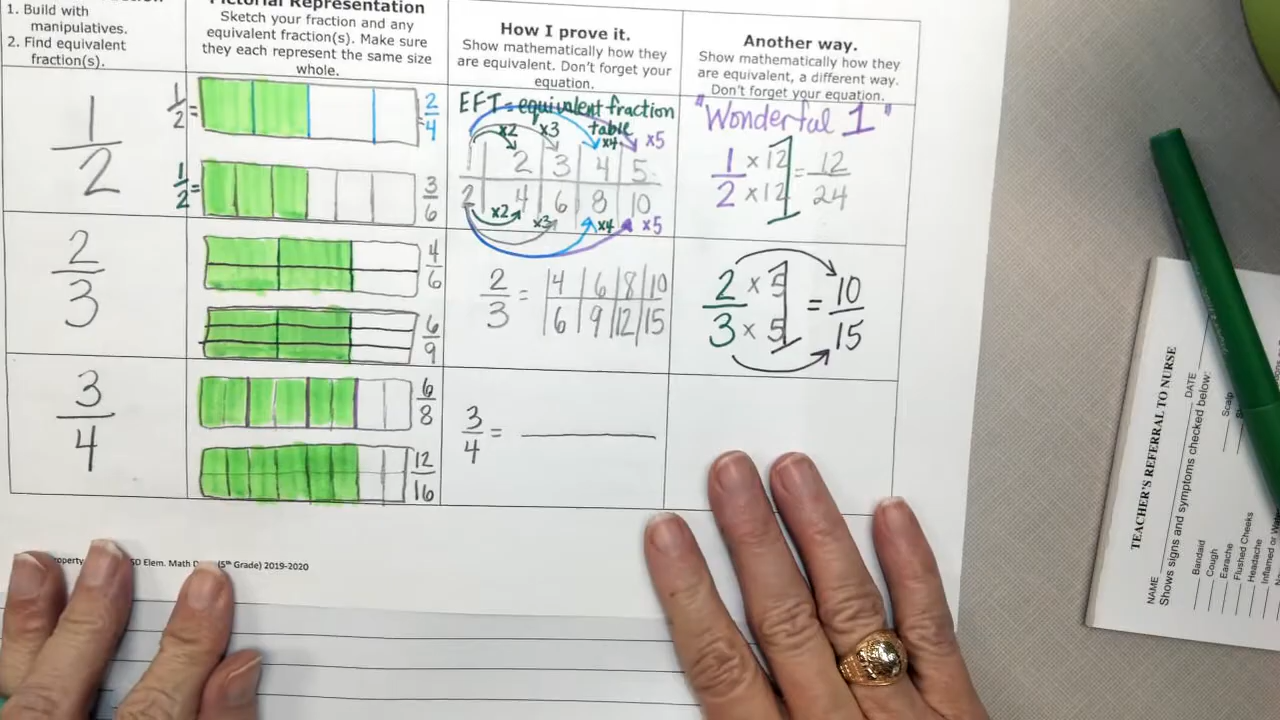 1. Build with
manipulatives.
2. Find equivalent
fraction(s).
Pictorial Representation
Sketch your fraction and any
equivalent fraction(s). Make sure
they each represent the same size
whole.
How I prove it.
Show mathematically how they
are equivalent. Don't forget your
equation.
Another way.
Show mathematically how they
are equivalent, a different way.
Don't forget your equation.
1
2
1
2 =
= 2
4
1
2 =
3
6
EFT = equivalent fraction
table
x2 x3 x4 x5
1 2 3 4 5
2 4 6 8 10
x2 x3 x4 x5
"Wonderful 1"
1 x 12 = 12
2 x 12 24
2
3
4
6
6
9
2 = 4 6 8 10
3 6 9 12 15
2 x 5 = 10
3 x 5 15
3
4
6
8
12
16
3 =
4
(5th Grade) 2019-2020
TEACHER'S REFERRAL TO NURSE
NAME DATE
Shows signs and symptoms checked below:
Bandaid
Cough
Earache
Flushed Cheeks
Headache
Scalp